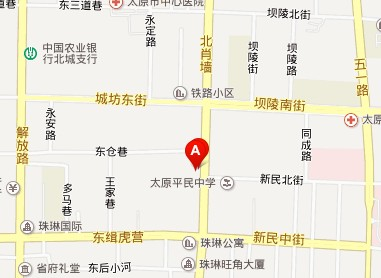 东三道巷
太原市中心医院
坝陵北街
永定路
北肖墙
坝陵街
坝陵路
五一路
中国农业银
行北城支行
城坊东街
铁路小区
坝陵南街
太原
永安路
解放路
同成路
东仓巷
A
太原平民中学
新民北街
多马巷
王家巷
珠琳国际
东缉虎营
珠琳公寓
新民中街
省府礼堂
东后小河
珠琳旺角大厦